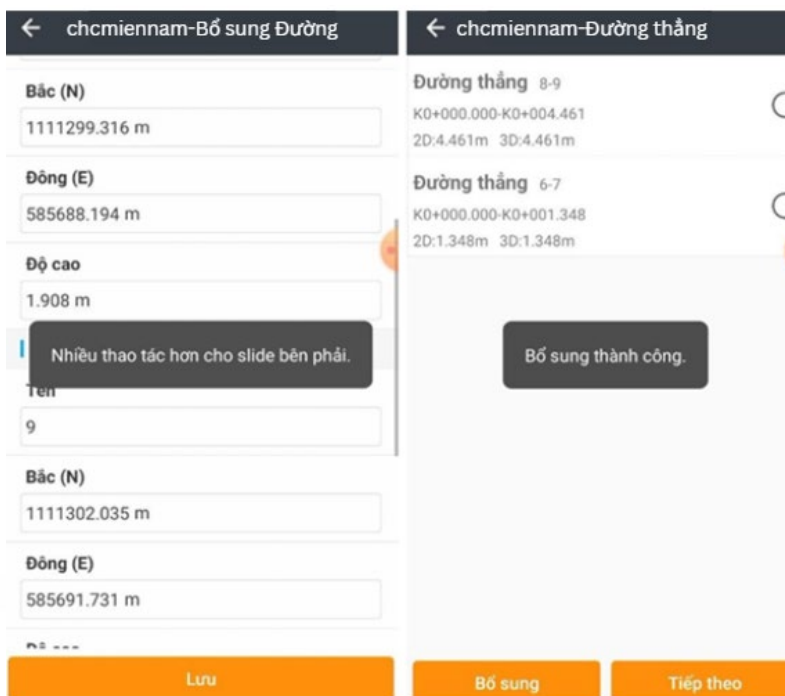 ← chcmiennam-Bổ sung Đường
Bắc (N)
1111299.316 m
Đông (E)
585688.194 m
Độ cao
1.908 m
Nhiều thao tác hơn cho slide bên phải.
Tên
9
Bắc (N)
1111302.035 m
Đông (E)
585691.731 m
Lưu
← chcmiennam-Đường thẳng
Đường thẳng 8-9
K0+000.000-K0+004.461
2D:4.461m 3D:4.461m
Đường thẳng 6-7
K0+000.000-K0+001.348
2D:1.348m 3D:1.348m
Bổ sung thành công.
Bổ sung
Tiếp theo